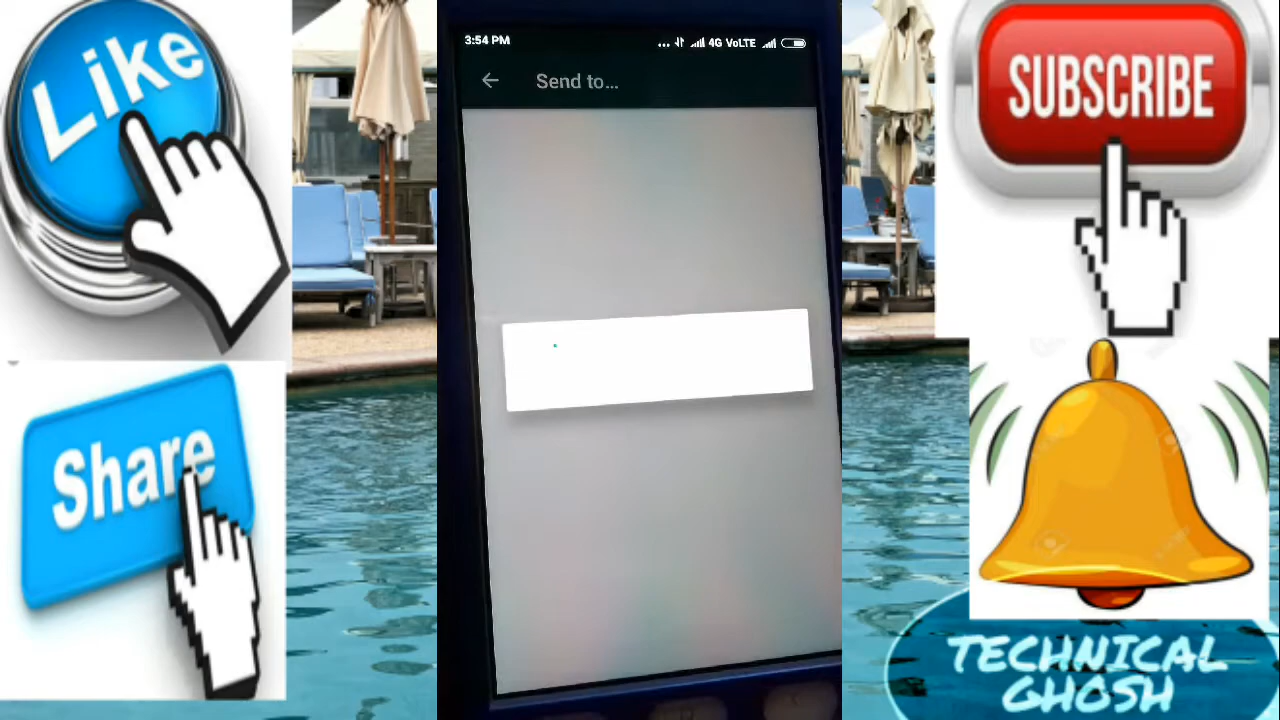 Like
Share
3:54 PM
... 4G VoLTE
Send to...
SUBSCRIBE
TECHNICAL
GHOSH